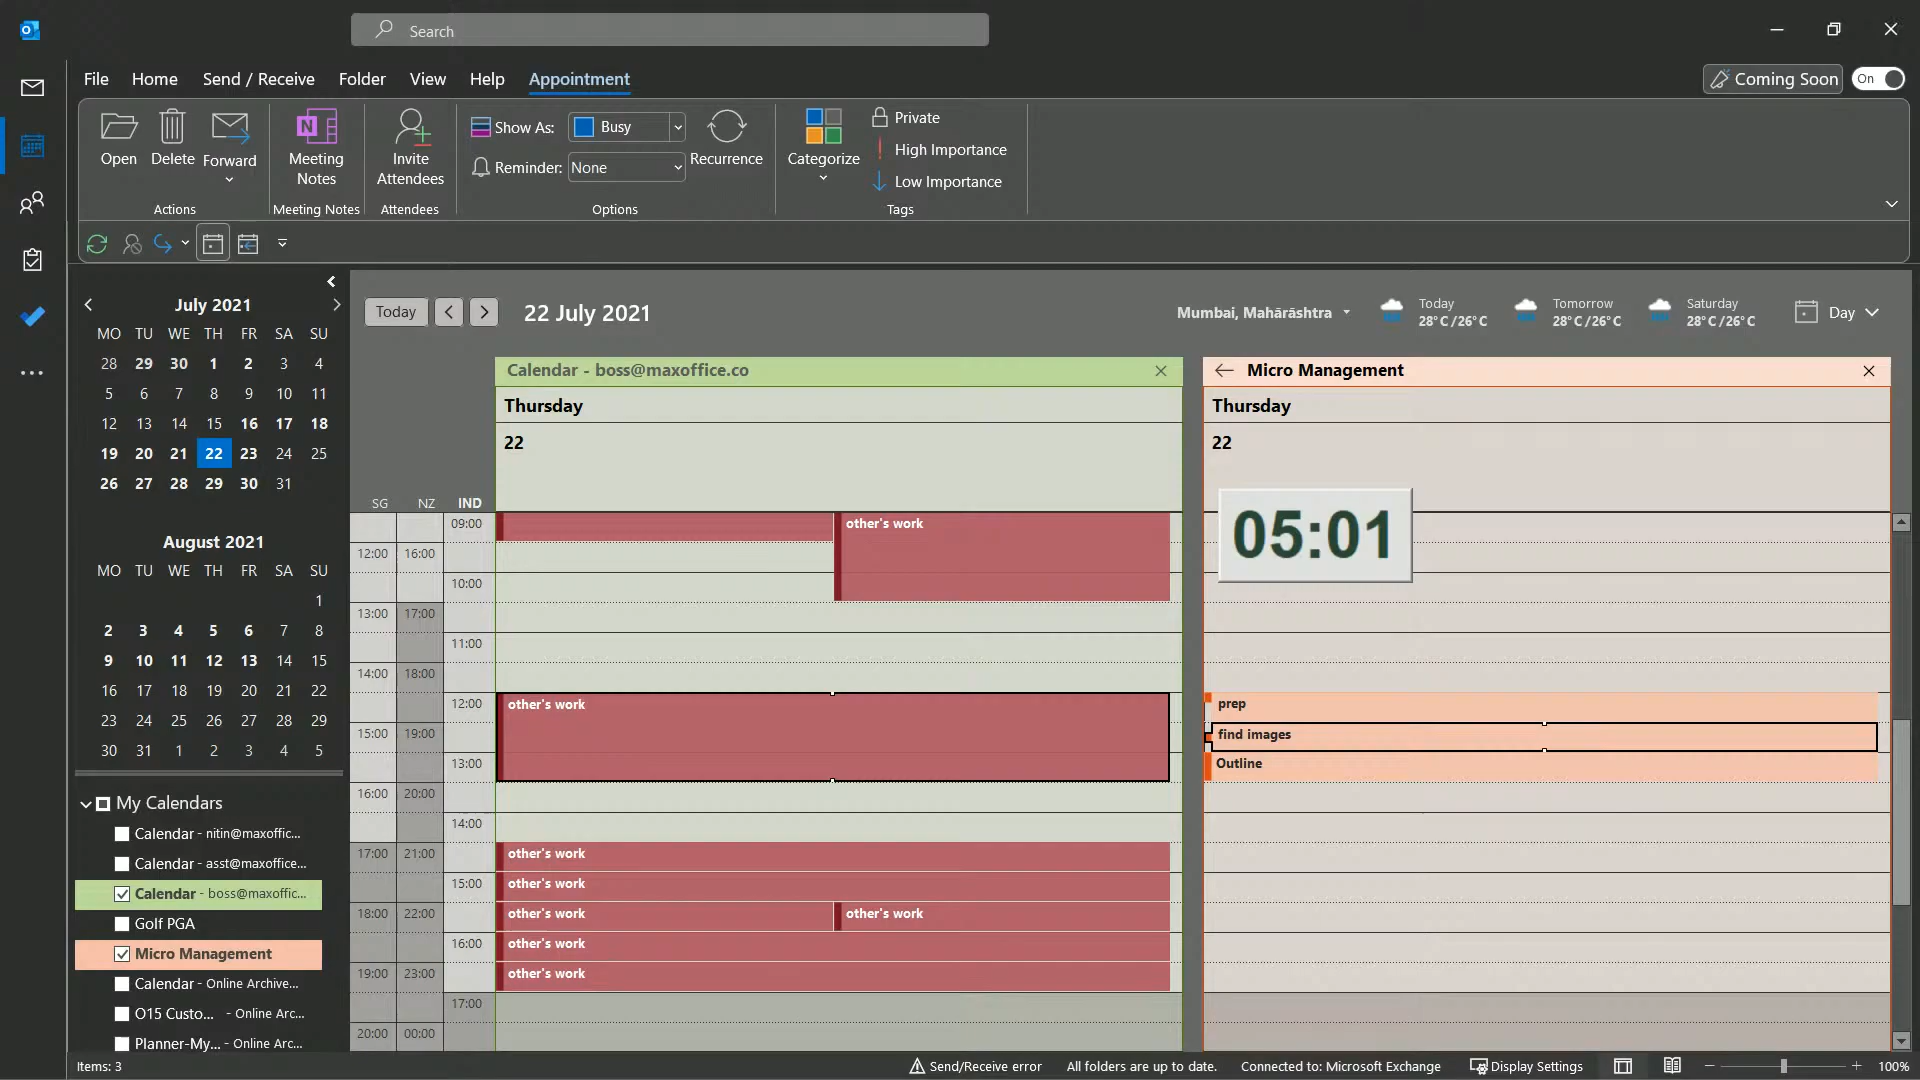 Search
File Home Send / Receive Folder View Help Appointment
Coming Soon On
Open Delete Forward
Meeting Notes
Invite Attendees
Show As: Busy
Reminder: None
Recurrence
Categorize
Private
High Importance
Low Importance
Actions Meeting Notes Attendees Options Tags
July 2021
MO TU WE TH FR SA SU
28 29 30 1 2 3 4
5 6 7 8 9 10 11
12 13 14 15 16 17 18
19 20 21 22 23 24 25
26 27 28 29 30 31
August 2021
MO TU WE TH FR SA SU
1
2 3 4 5 6 7 8
9 10 11 12 13 14 15
16 17 18 19 20 21 22
23 24 25 26 27 28 29
30 31 1 2 3 4 5
My Calendars
Calendar - nitin@maxoffic...
Calendar - asst@maxoffice...
Calendar - boss@maxoffic...
Golf PGA
Micro Management
Calendar - Online Archive...
O15 Custo... - Online Arc...
Planner-My... - Online Arc...
Today 22 July 2021
Mumbai, Mahārāshtra
Today 28°C/26°C
Tomorrow 28°C/26°C
Saturday 28°C/26°C
Day
Calendar - boss@maxoffice.co
Thursday
22
SG NZ IND
09:00
12:00 16:00
10:00
13:00 17:00
11:00
14:00 18:00
12:00
15:00 19:00
13:00
16:00 20:00
14:00
17:00 21:00
15:00
18:00 22:00
16:00
19:00 23:00
17:00
20:00 00:00
other's work
other's work
other's work
other's work
other's work other's work
other's work
other's work
Micro Management
Thursday
22
05:01
prep
find images
Outline
Items: 3
Send/Receive error All folders are up to date. Connected to: Microsoft Exchange Display Settings 100%